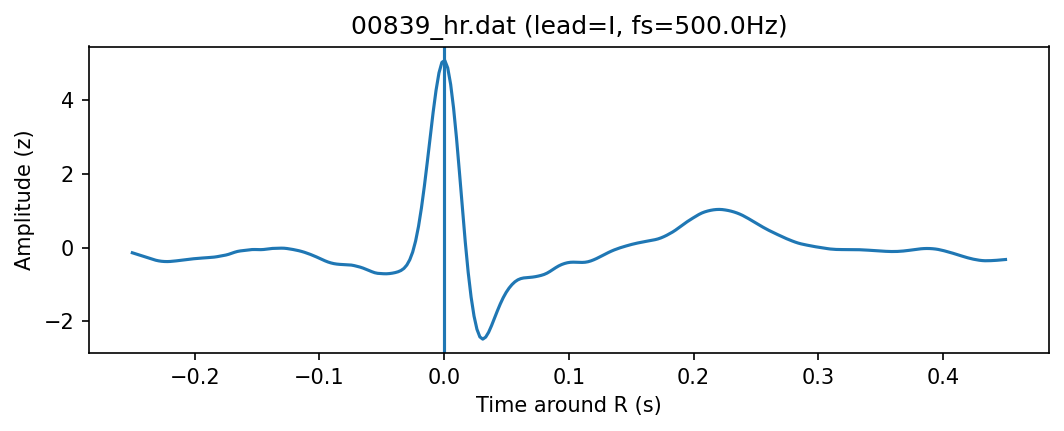 00839_hr.dat (lead=I, fs=500.0Hz)
Amplitude (z)
4
2
0
−2
−0.2 −0.1 0.0 0.1 0.2 0.3 0.4
Time around R (s)